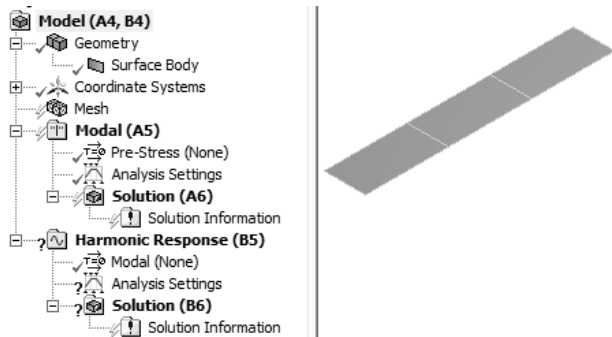 Model (A4, B4)
Geometry
Surface Body
Coordinate Systems
Mesh
Modal (A5)
Pre-Stress (None)
Analysis Settings
Solution (A6)
Solution Information
Harmonic Response (B5)
Modal (None)
Analysis Settings
Solution (B6)
Solution Information